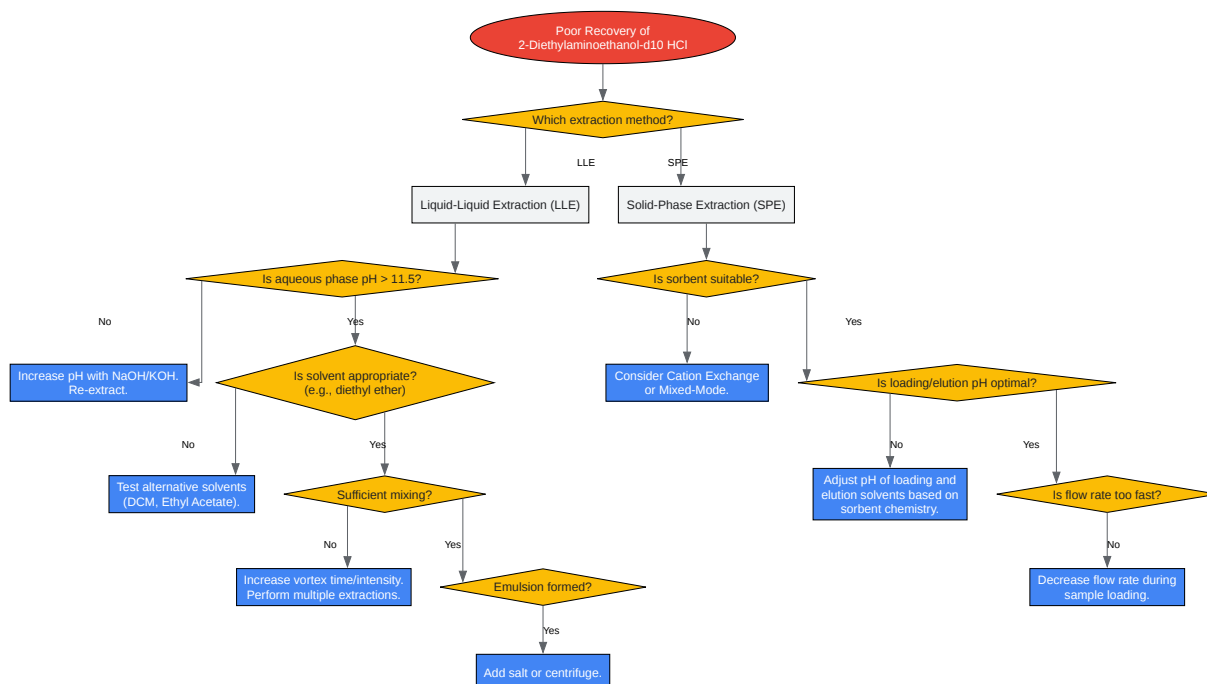 Poor Recovery of
2-Diethylaminoethanol-d10 HCl
Which extraction method?
LLE
SPE
Liquid-Liquid Extraction (LLE)
Solid-Phase Extraction (SPE)
Is aqueous phase pH > 11.5?
Is sorbent suitable?
No
Yes
No
Yes
Increase pH with NaOH/KOH.
Re-extract.
Is solvent appropriate?
(e.g., diethyl ether)
Consider Cation Exchange
or Mixed-Mode.
Is loading/elution pH optimal?
No
Yes
No
Yes
Test alternative solvents
(DCM, Ethyl Acetate).
Sufficient mixing?
Adjust pH of loading and
elution solvents based on
sorbent chemistry.
Is flow rate too fast?
No
Yes
No
Increase vortex time/intensity.
Perform multiple extractions.
Emulsion formed?
Decrease flow rate during
sample loading.
Yes
Add salt or centrifuge.